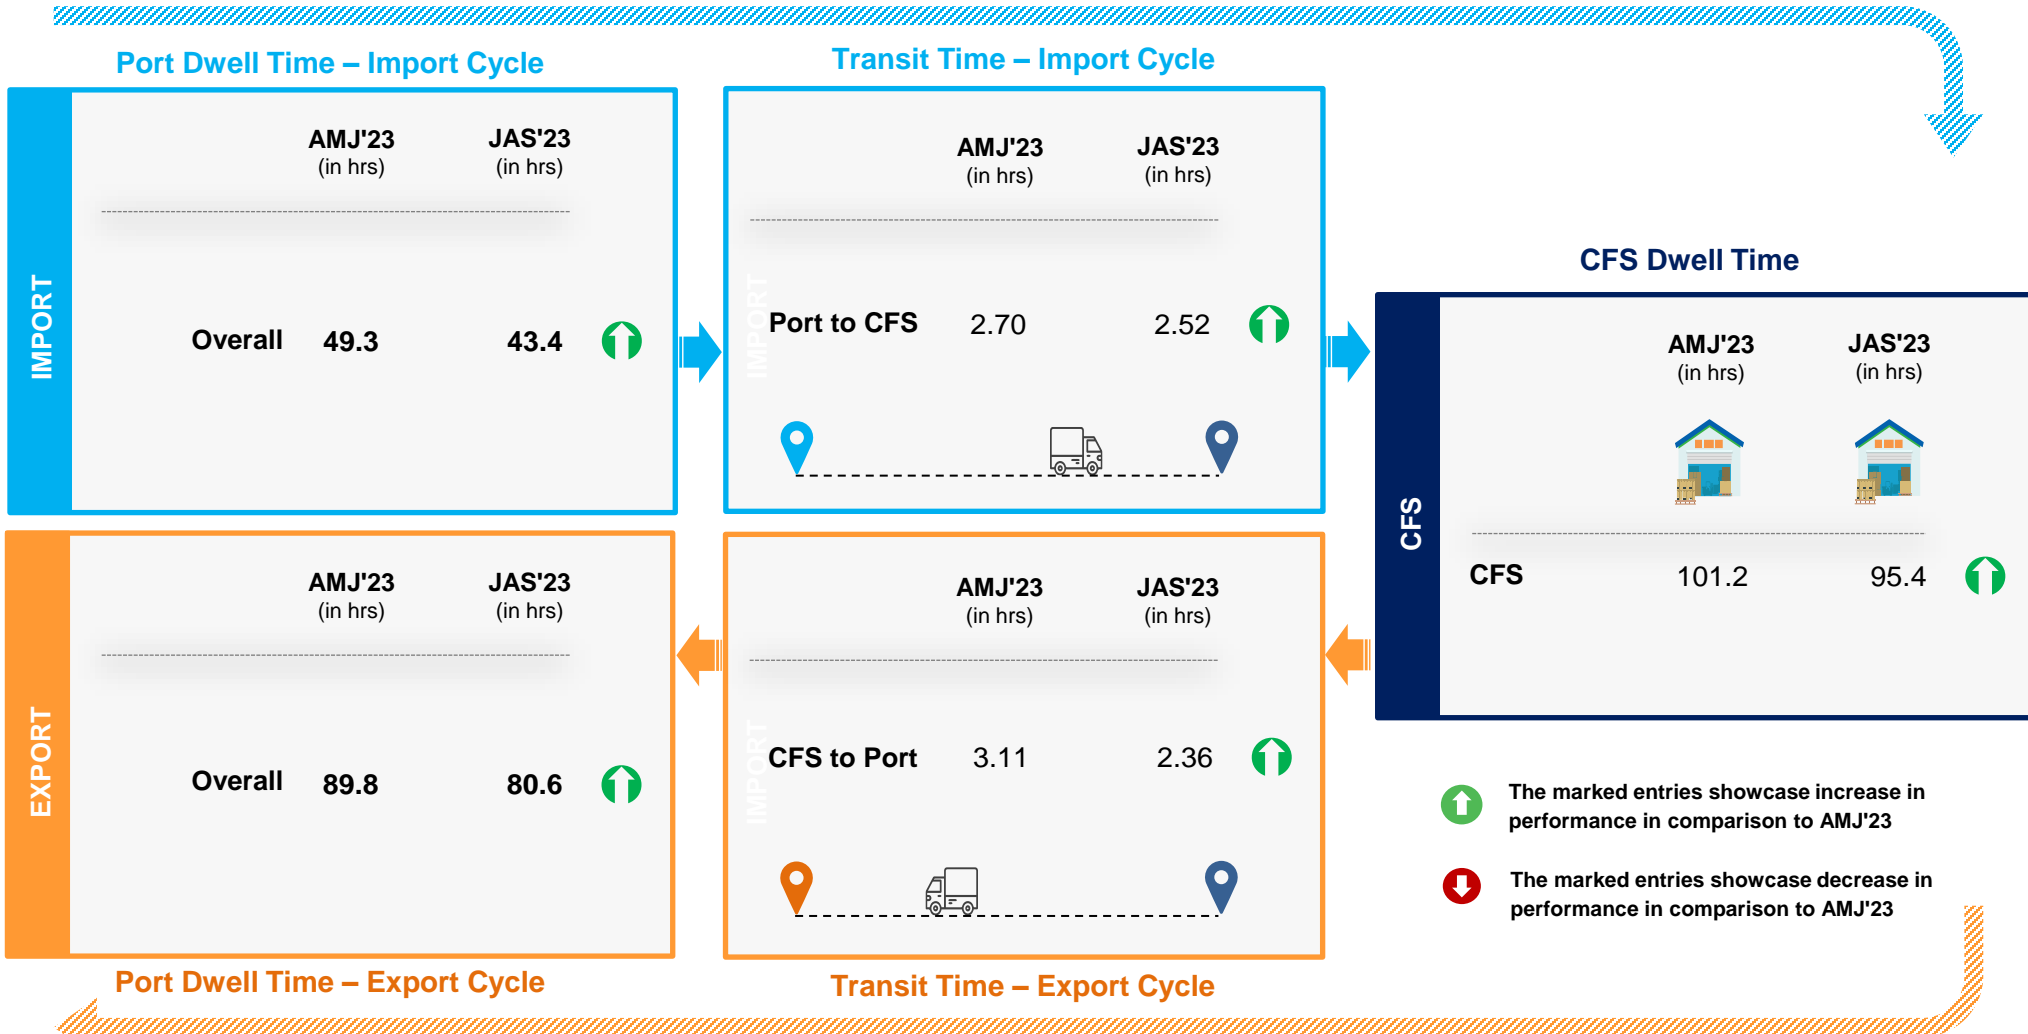 Port Dwell Time – Import Cycle
IMPORT
AMJ'23 JAS'23
(in hrs) (in hrs)
Overall 49.3 43.4
Transit Time – Import Cycle
IMPORT
AMJ'23 JAS'23
(in hrs) (in hrs)
Port to CFS 2.70 2.52
CFS Dwell Time
CFS
AMJ'23 JAS'23
(in hrs) (in hrs)
CFS 101.2 95.4
EXPORT
AMJ'23 JAS'23
(in hrs) (in hrs)
Overall 89.8 80.6
Port Dwell Time – Export Cycle
IMPORT
AMJ'23 JAS'23
(in hrs) (in hrs)
CFS to Port 3.11 2.36
Transit Time – Export Cycle
The marked entries showcase increase in
performance in comparison to AMJ'23
The marked entries showcase decrease in
performance in comparison to AMJ'23